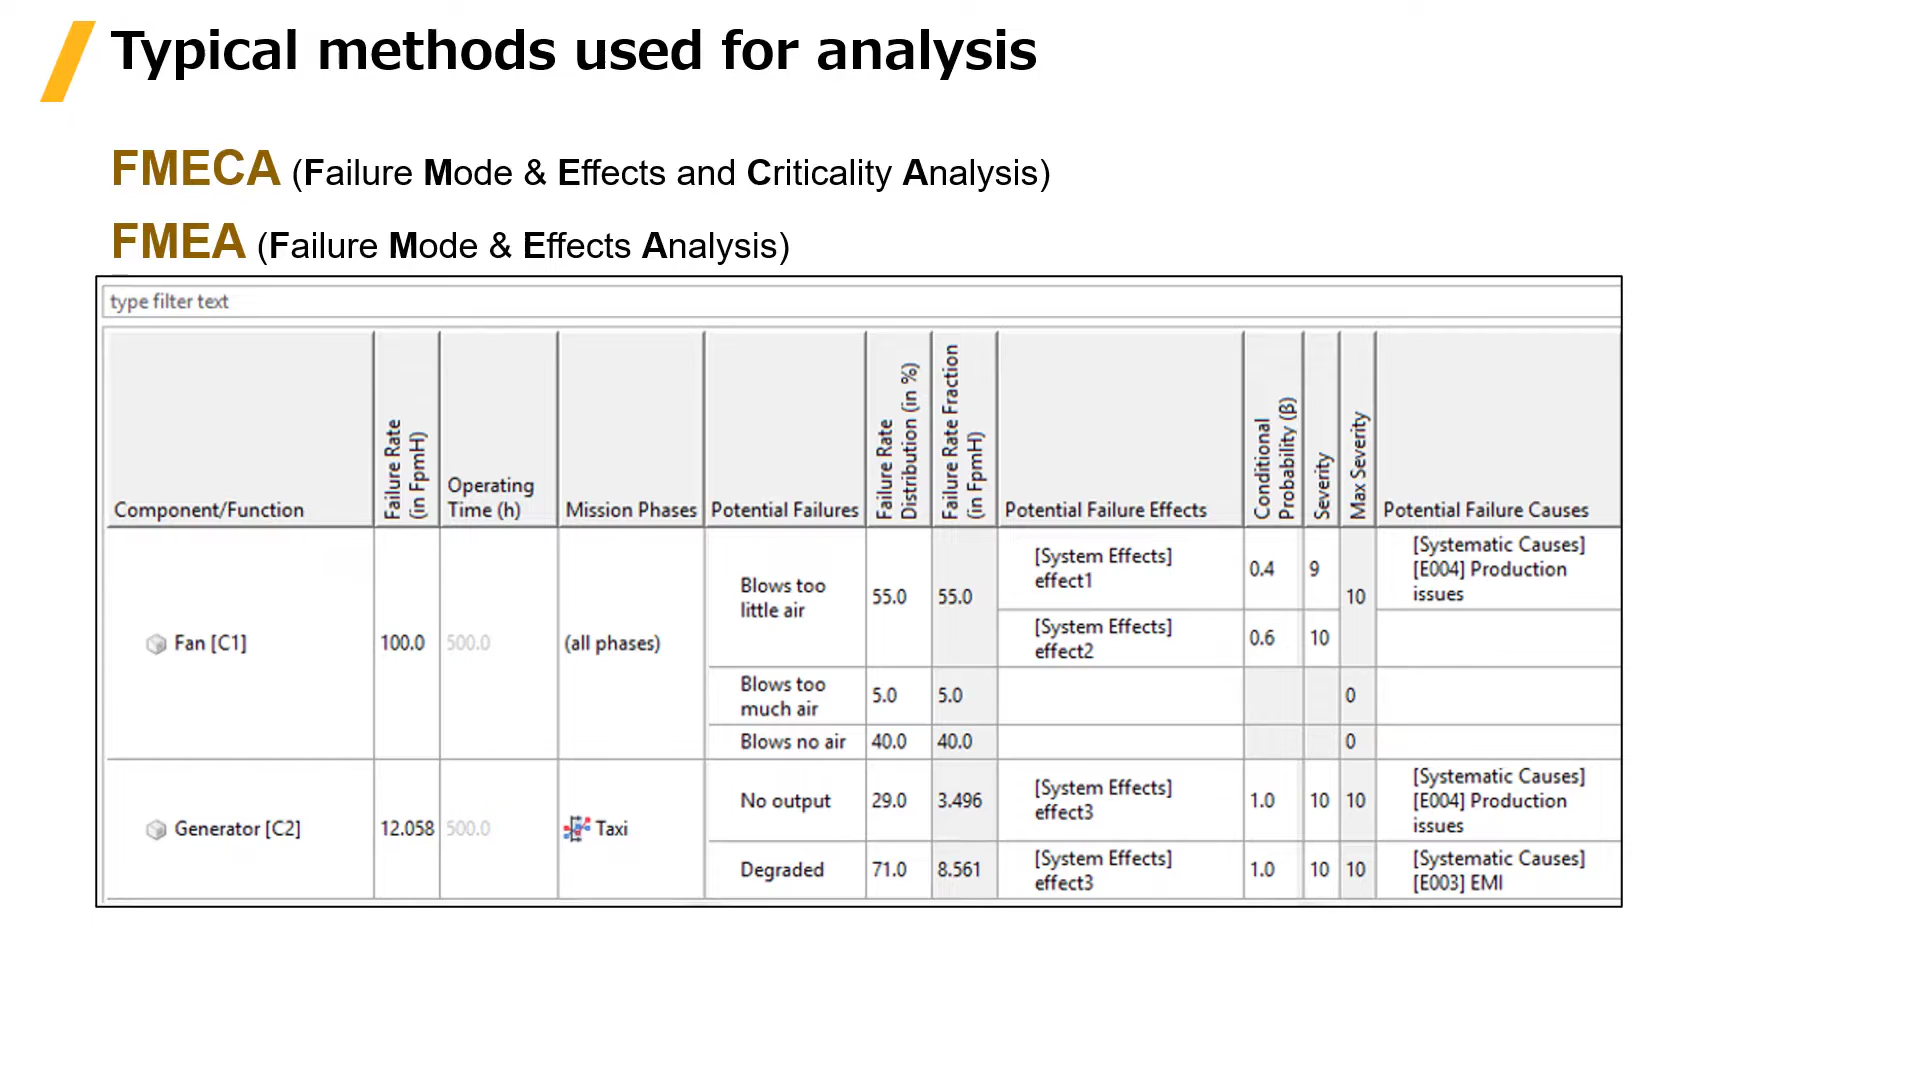 Typical methods used for analysis
FMECA (Failure Mode & Effects and Criticality Analysis)
FMEA (Failure Mode & Effects Analysis)
type filter text
Component/Function
Failure Rate
(in FpmH)
Operating
Time (h)
Mission Phases
Potential Failures
Failure Rate
Distribution (in %)
Failure Rate Fraction
(in FpmH)
Potential Failure Effects
Conditional
Probability (β)
Severity
Max Severity
Potential Failure Causes
Fan [C1]
100.0
500.0
(all phases)
Blows too
little air
55.0
55.0
[System Effects]
effect1
0.4
9
10
[Systematic Causes]
[E004] Production
issues
[System Effects]
effect2
0.6
10
Blows too
much air
5.0
5.0
0
Blows no air
40.0
40.0
0
Generator [C2]
12.058
500.0
Taxi
No output
29.0
3.496
[System Effects]
effect3
1.0
10
10
[Systematic Causes]
[E004] Production
issues
Degraded
71.0
8.561
[System Effects]
effect3
1.0
10
10
[Systematic Causes]
[E003] EMI